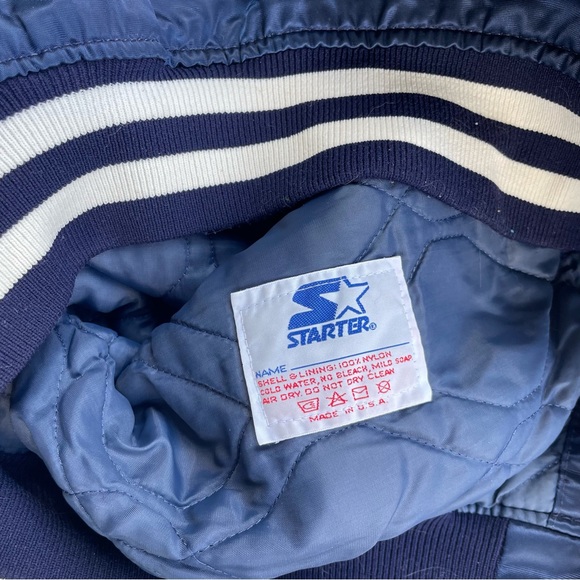 STARTER®
NAME
SHELL & LINING: 100% NYLON
COLD WATER, NO BLEACH, MILD SOAP
AIR DRY. DO NOT DRY CLEAN
MADE IN U.S.A.